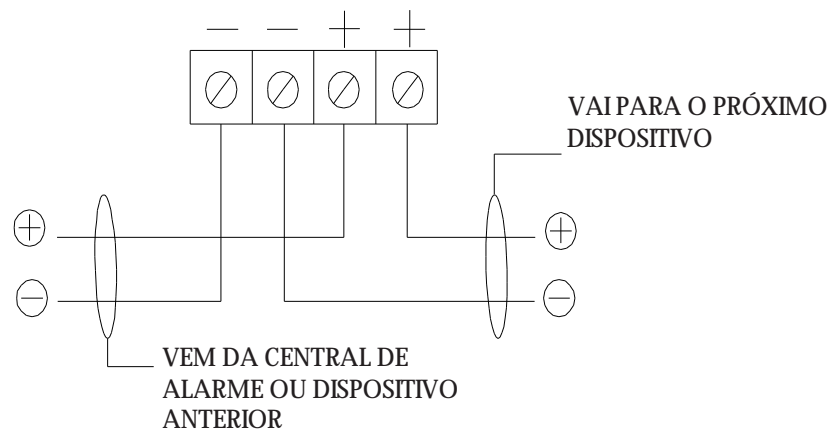 — — + +
VAI PARA O PRÓXIMO
DISPOSITIVO
+ +
— —
VEM DA CENTRAL DE
ALARME OU DISPOSITIVO
ANTERIOR